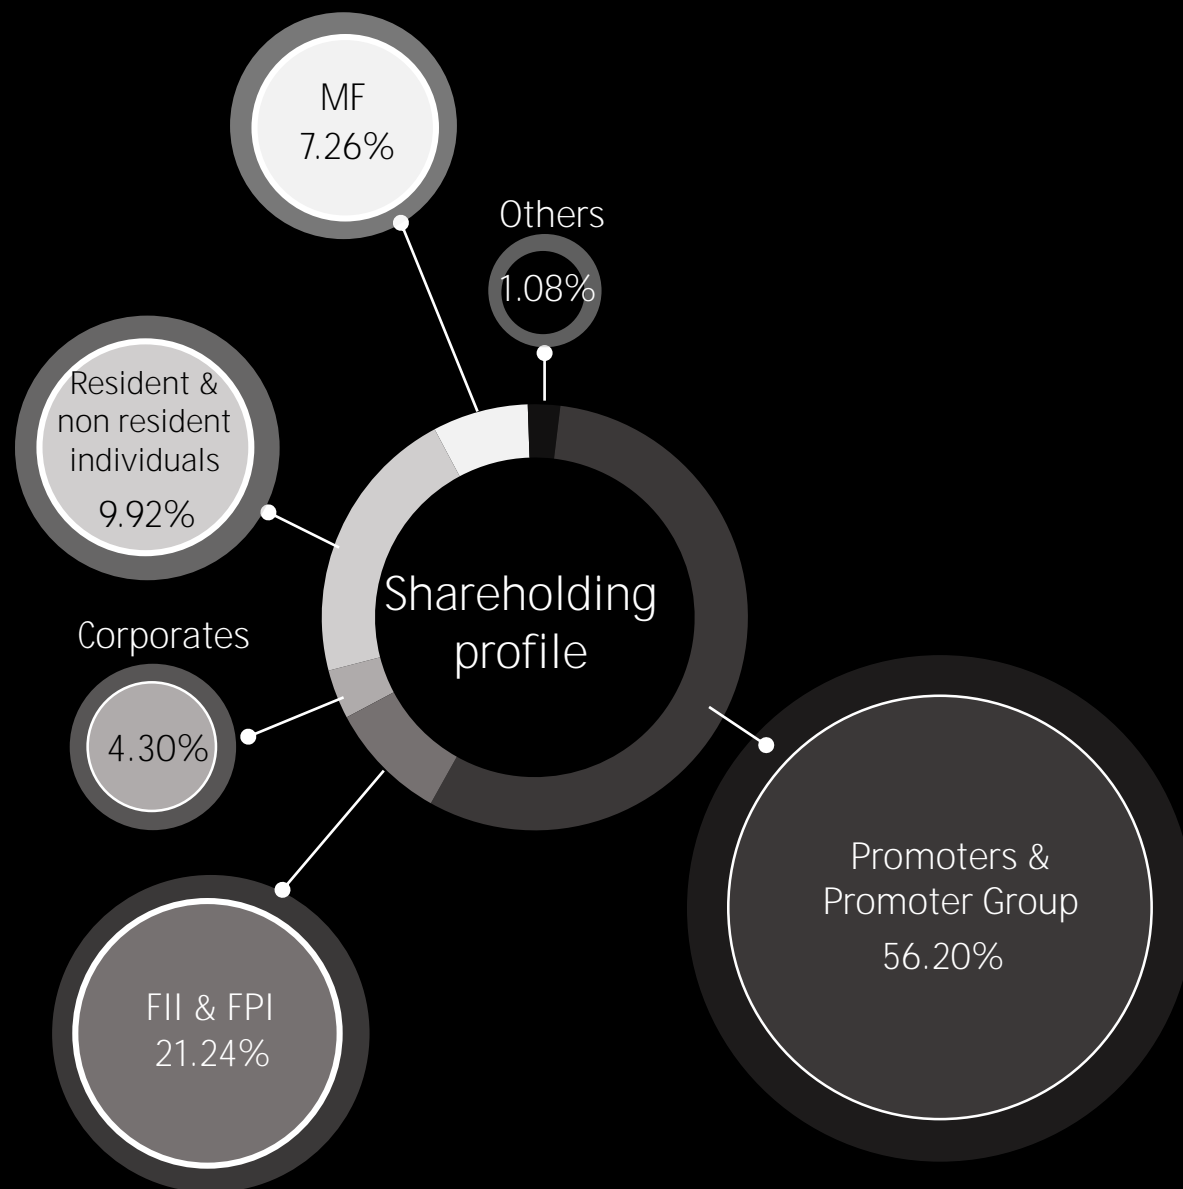 MF
7.26%
Others
1.08%
Resident &
non resident
individuals
9.92%
Shareholding
profile
Corporates
4.30%
Promoters &
Promoter Group
56.20%
FII & FPI
21.24%